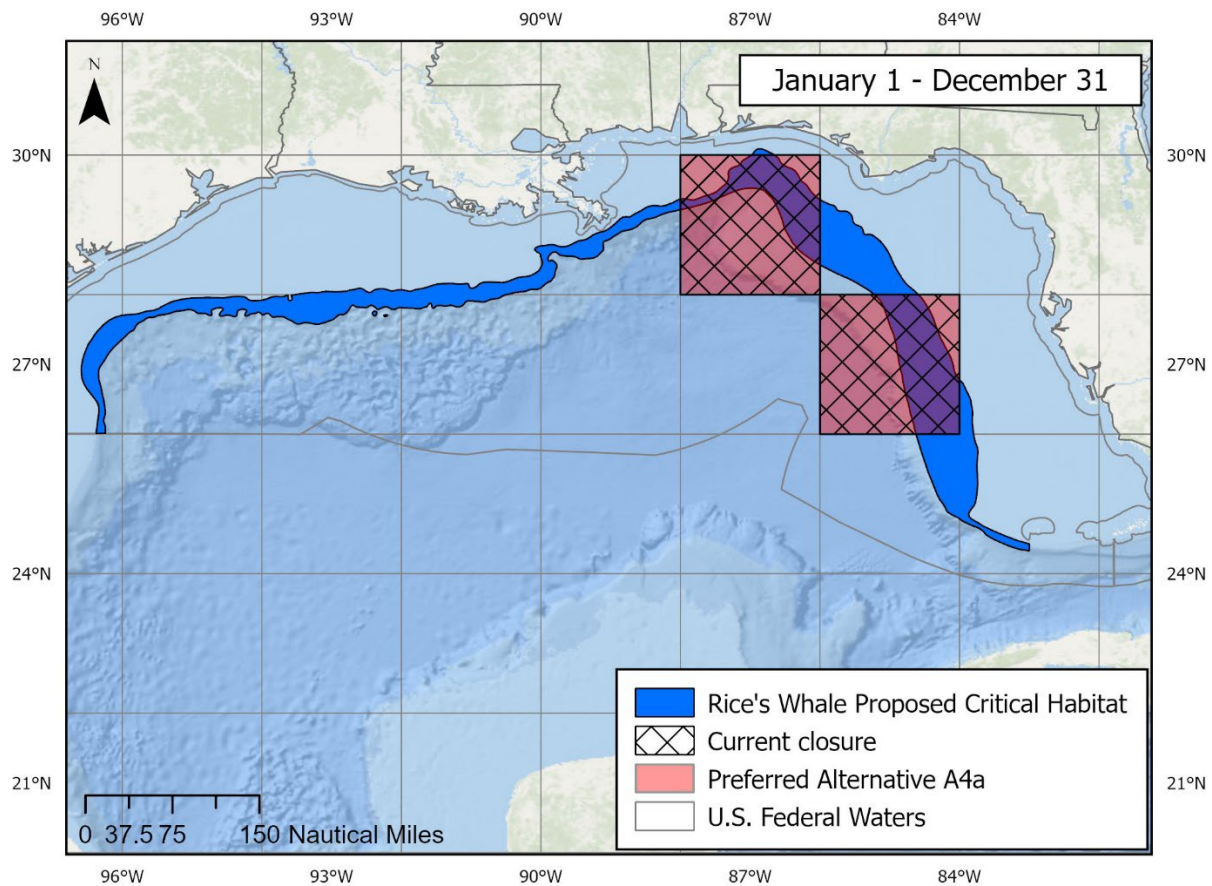 96°W 93°W 90°W 87°W 84°W
January 1 - December 31
N
30°N 30°N
27°N 27°N
24°N 24°N
21°N 21°N
Rice's Whale Proposed Critical Habitat
Current closure
Preferred Alternative A4a
U.S. Federal Waters
0 37.5 75 150 Nautical Miles
96°W 93°W 90°W 87°W 84°W